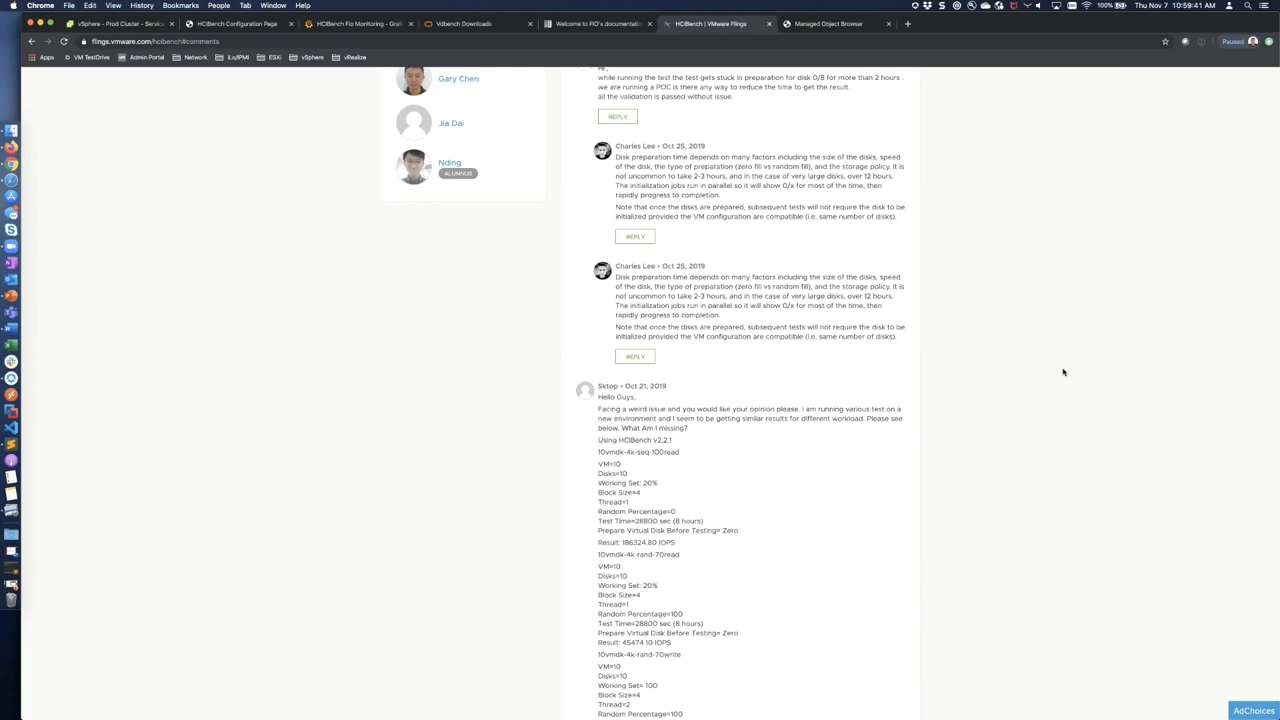 Chrome File Edit View History Bookmarks People Tab Window Help
100% Thu Nov 7 10:59:41 AM
vSphere - Prod Cluster - Service
HCIBench Configuration Page
HCIBench Fio Monitoring - Grafa
Vdbench Downloads
Welcome to FIO's documentatio
HCIBench | VMware Flings
Managed Object Browser
flings.vmware.com/hcibench#comments
Paused
Apps VM TestDrive Admin Portal Network iLo/IPMI ESXi vSphere vRealize
Gary Chen
Jia Dai
Nding
ALUMNUS
Hi ,
while running the test the test gets stuck in preparation for disk 0/8 for more than 2 hours .
we are running a POC is there any way to reduce the time to get the result.
all the validation is passed without issue.
REPLY
Charles Lee • Oct 25, 2019
Disk preparation time depends on many factors including the size of the disks, speed
of the disk, the type of preparation (zero fill vs random fill), and the storage policy. It is
not uncommon to take 2-3 hours, and in the case of very large disks, over 12 hours.
The initialization jobs run in parallel so it will show 0/x for most of the time, then
rapidly progress to completion.
Note that once the disks are prepared, subsequent tests will not require the disk to be
initialized provided the VM configuration are compatible (i.e. same number of disks).
REPLY
Charles Lee • Oct 25, 2019
Disk preparation time depends on many factors including the size of the disks, speed
of the disk, the type of preparation (zero fill vs random fill), and the storage policy. It is
not uncommon to take 2-3 hours, and in the case of very large disks, over 12 hours.
The initialization jobs run in parallel so it will show 0/x for most of the time, then
rapidly progress to completion.
Note that once the disks are prepared, subsequent tests will not require the disk to be
initialized provided the VM configuration are compatible (i.e. same number of disks).
REPLY
Sktop • Oct 21, 2019
Hello Guys,
Facing a weird issue and you would like your opinion please. I am running various test on a
new environment and I seem to be getting similar results for different workload. Please see
below. What Am I missing?
Using HCIBench v2.2.1
10vmdk-4k-seq-100read
VM=10
Disks=10
Working Set: 20%
Block Size=4
Thread=1
Random Percentage=0
Test Time=28800 sec (8 hours)
Prepare Virtual Disk Before Testing= Zero
Result: 186324.80 IOPS
10vmdk-4k-rand-70read
VM=10
Disks=10
Working Set: 20%
Block Size=4
Thread=1
Random Percentage=100
Test Time=28800 sec (8 hours)
Prepare Virtual Disk Before Testing= Zero
Result: 45474.10 IOPS
10vmdk-4k-rand-70write
VM=10
Disks=10
Working Set= 100
Block Size=4
Thread=2
Random Percentage=100
AdChoices